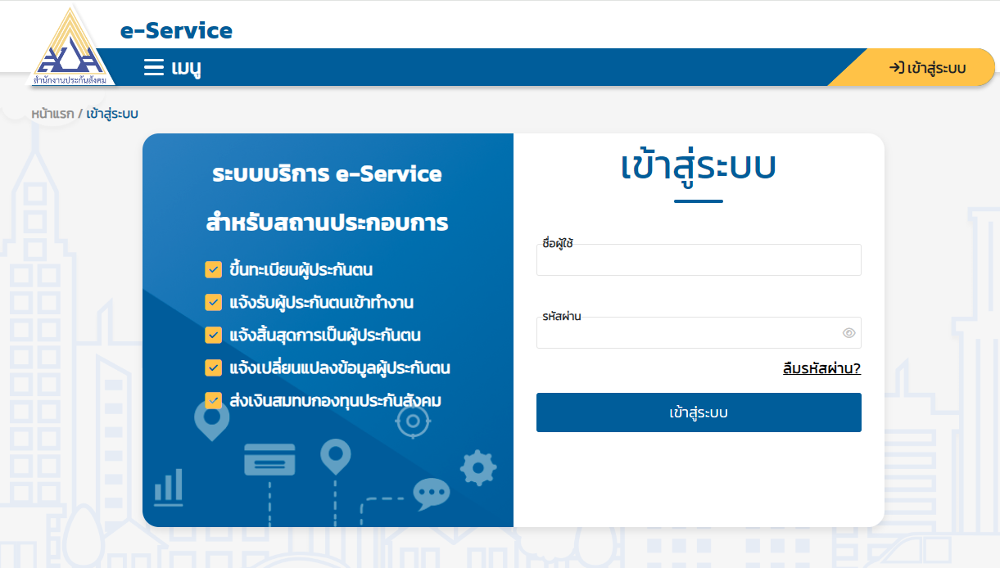 e-Service
สำนักงานประกันสังคม
เมนู
เข้าสู่ระบบ
หน้าแรก / เข้าสู่ระบบ
ระบบบริการ e-Service
สำหรับสถานประกอบการ
ขึ้นทะเบียนผู้ประกันตน
แจ้งรับผู้ประกันตนเข้าทำงาน
แจ้งสิ้นสุดการเป็นผู้ประกันตน
แจ้งเปลี่ยนแปลงข้อมูลผู้ประกันตน
ส่งเงินสมทบกองทุนประกันสังคม
เข้าสู่ระบบ
ชื่อผู้ใช้
รหัสผ่าน
ลืมรหัสผ่าน?
เข้าสู่ระบบ